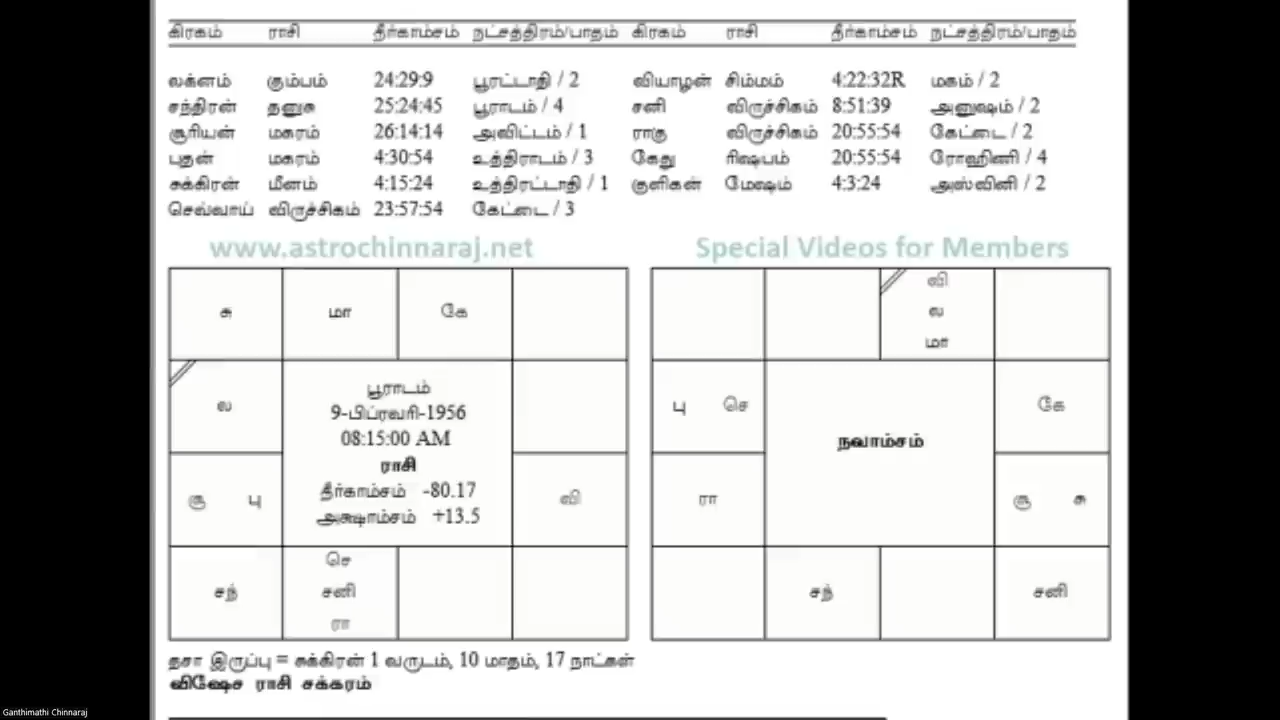 கிரகம் ராசி தீர்காம்சம் நட்சத்திரம்/பாதம் கிரகம் ராசி தீர்காம்சம் நட்சத்திரம்/பாதம்
லக்னம் கும்பம் 24:29:9 பூரட்டாதி / 2 வியாழன் சிம்மம் 4:22:32R மகம் / 2
சந்திரன் தனுசு 25:24:45 பூராடம் / 4 சனி விருச்சிகம் 8:51:39 அனுஷம் / 2
சூரியன் மகரம் 26:14:14 அவிட்டம் / 1 ராகு விருச்சிகம் 20:55:54 கேட்டை / 2
புதன் மகரம் 4:30:54 உத்திராடம் / 3 கேது ரிஷபம் 20:55:54 ரோஹினி / 4
சுக்கிரன் மீனம் 4:15:24 உத்திரட்டாதி / 1 குளிகன் மேஷம் 4:3:24 அஸ்வினி / 2
செவ்வாய் விருச்சிகம் 23:57:54 கேட்டை / 3
www.astrochinnaraj.net Special Videos for Members
சு மா கே
ல
பூராடம்
9-பிப்ரவரி-1956
08:15:00 AM
ராசி
தீர்காம்சம் -80.17
அக்ஷாம்சம் +13.5
சூ பு
வி
சந்
செ
சனி
ரா
வி
ல
மா
பு செ
கே
நவாம்சம்
ரா
சூ சு
சந்
சனி
தசா இருப்பு = சுக்கிரன் 1 வருடம், 10 மாதம், 17 நாட்கள்
விஷேச ராசி சக்கரம்
Ganthimathi Chinnaraj